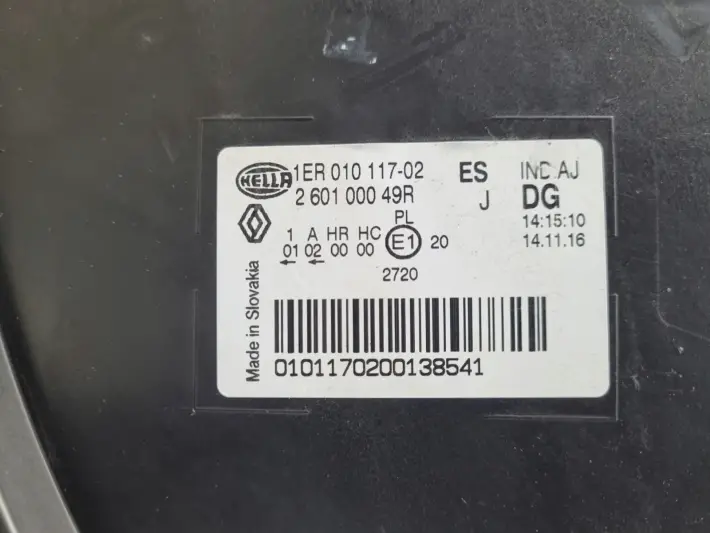 HELLA 1ER 010 117-02 ES IND AJ
2 601 000 49R J DG
PL
14:15:10
1 A HR HC E1 20 14.11.16
01 02 00 00
2720
Made in Slovakia
0101170200138541